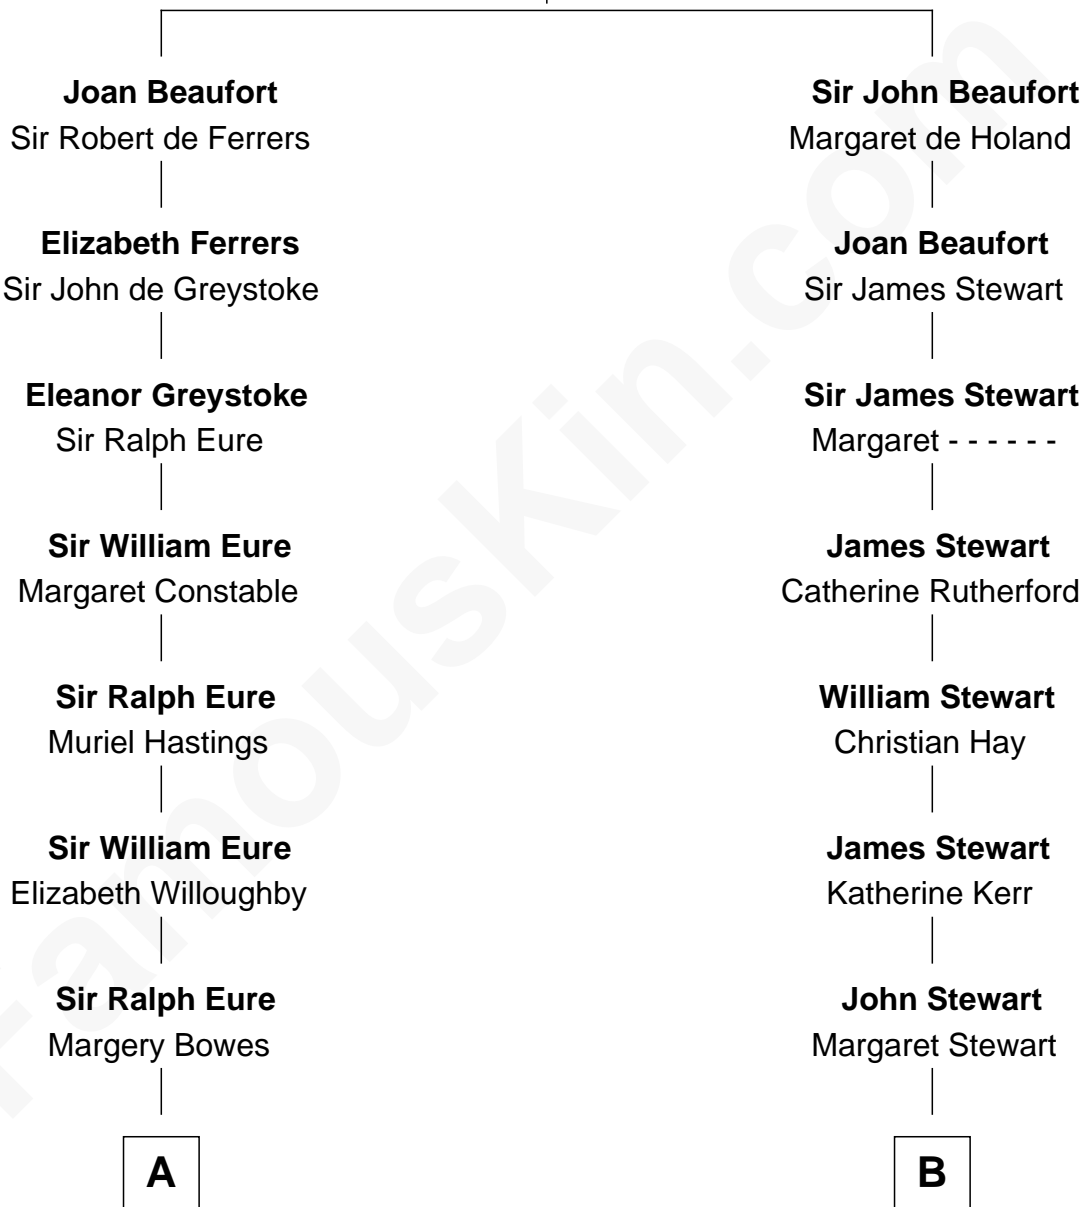 Joan Beaufort
Sir Robert de Ferrers
Elizabeth Ferrers
Sir John de Greystoke
Eleanor Greystoke
Sir Ralph Eure
Sir William Eure
Margaret Constable
Sir Ralph Eure
Muriel Hastings
Sir William Eure
Elizabeth Willoughby
Sir Ralph Eure
Margery Bowes
A
Sir John Beaufort
Margaret de Holand
Joan Beaufort
Sir James Stewart
Sir James Stewart
Margaret - - - - - -
James Stewart
Catherine Rutherford
William Stewart
Christian Hay
James Stewart
Katherine Kerr
John Stewart
Margaret Stewart
B
FamousKin.com